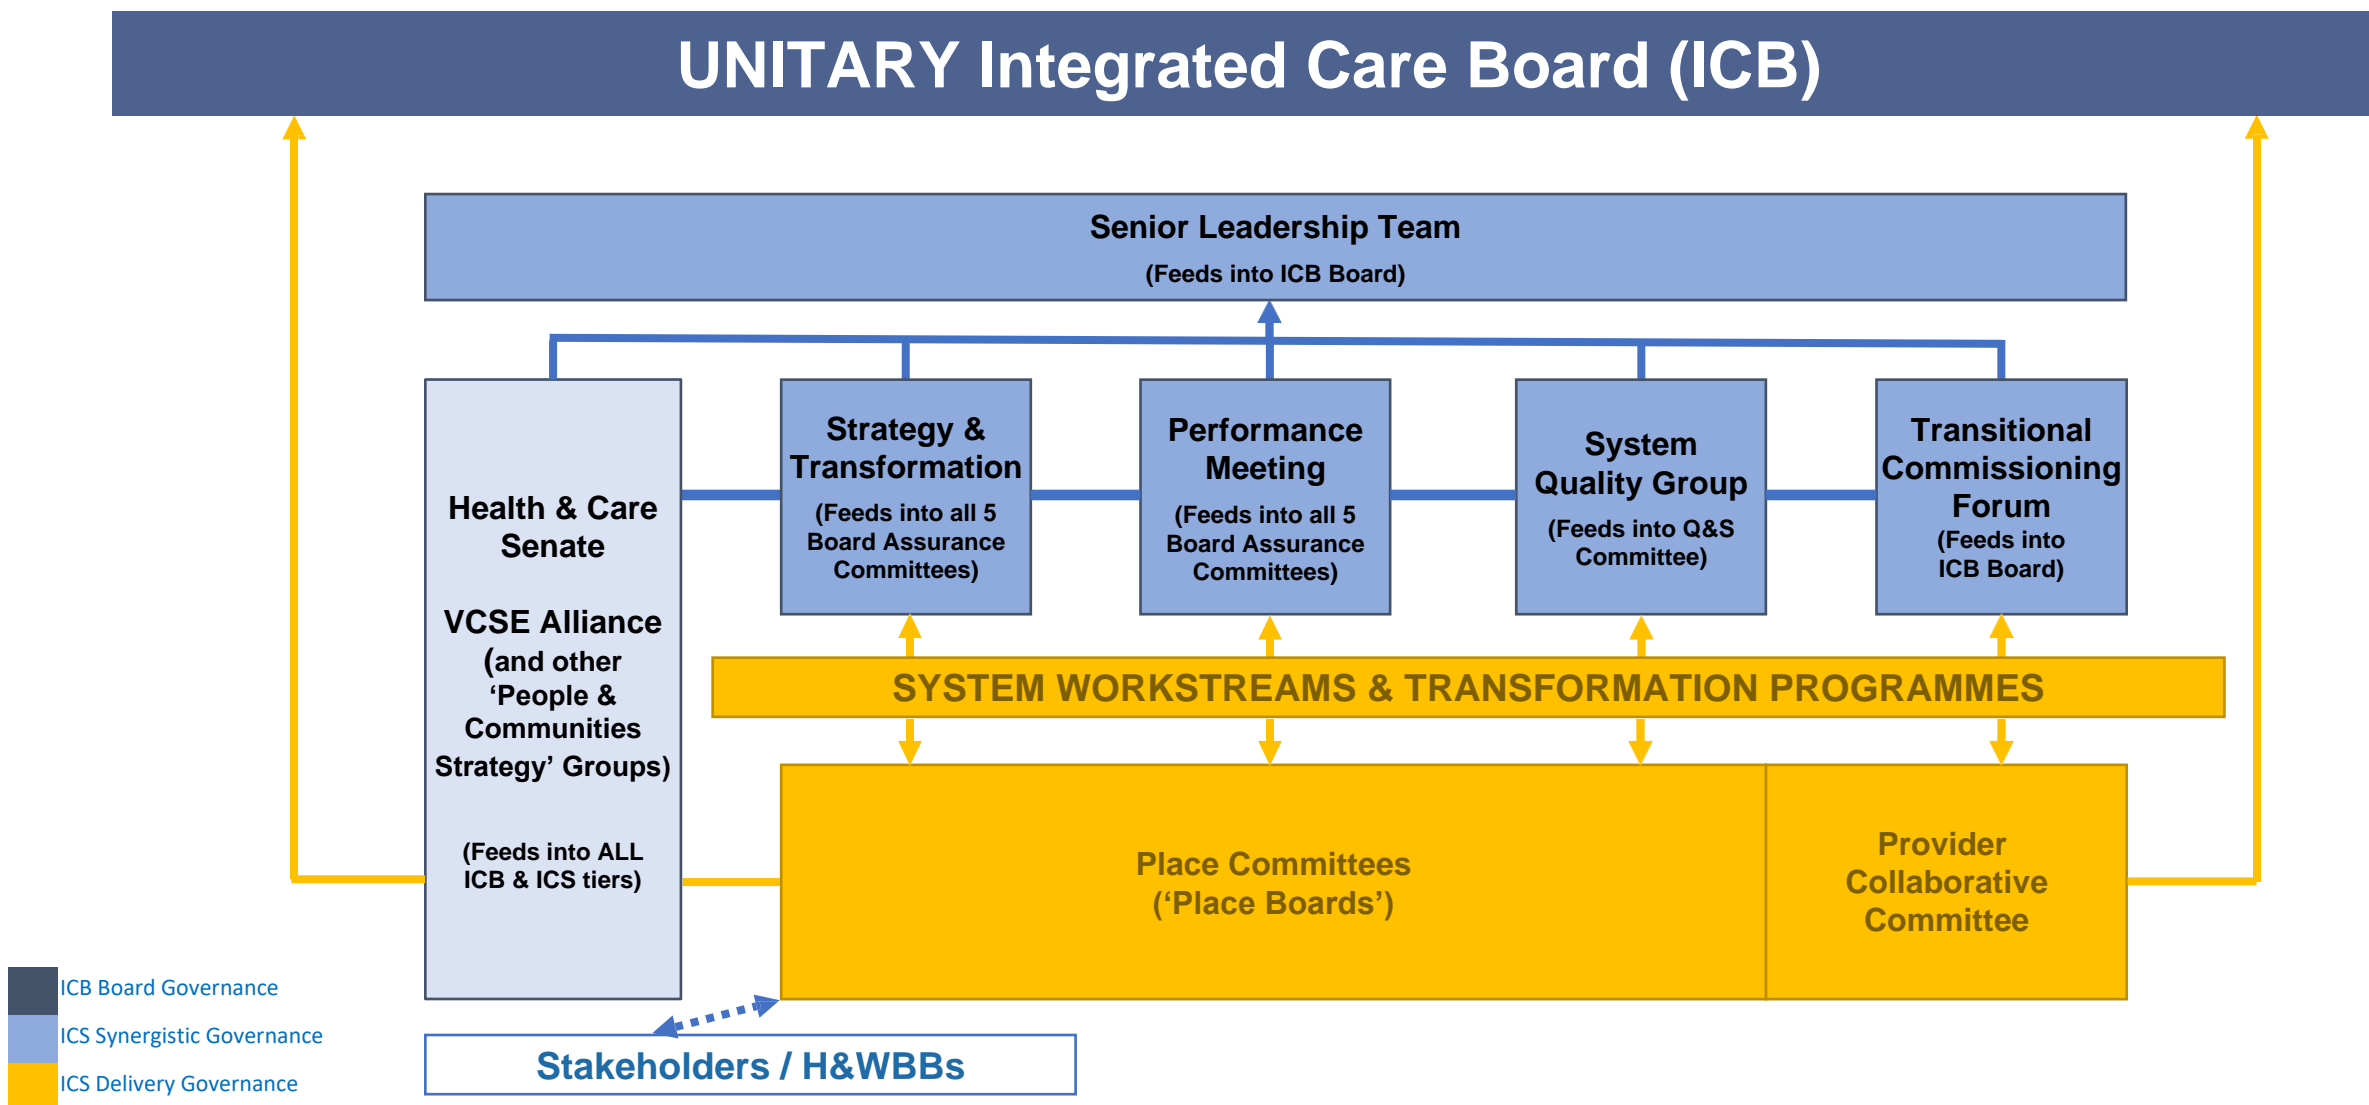 UNITARY Integrated Care Board (ICB)
Senior Leadership Team
(Feeds into ICB Board)
Health & Care
Senate
VCSE Alliance
(and other
‘People &
Communities
Strategy’ Groups)
(Feeds into ALL
ICB & ICS tiers)
Strategy &
Transformation
(Feeds into all 5
Board Assurance
Committees)
Performance
Meeting
(Feeds into all 5
Board Assurance
Committees)
System
Quality Group
(Feeds into Q&S
Committee)
Transitional
Commissioning
Forum
(Feeds into
ICB Board)
SYSTEM WORKSTREAMS & TRANSFORMATION PROGRAMMES
Place Committees
(‘Place Boards’)
Provider
Collaborative
Committee
ICB Board Governance
ICS Synergistic Governance
ICS Delivery Governance
Stakeholders / H&WBBs